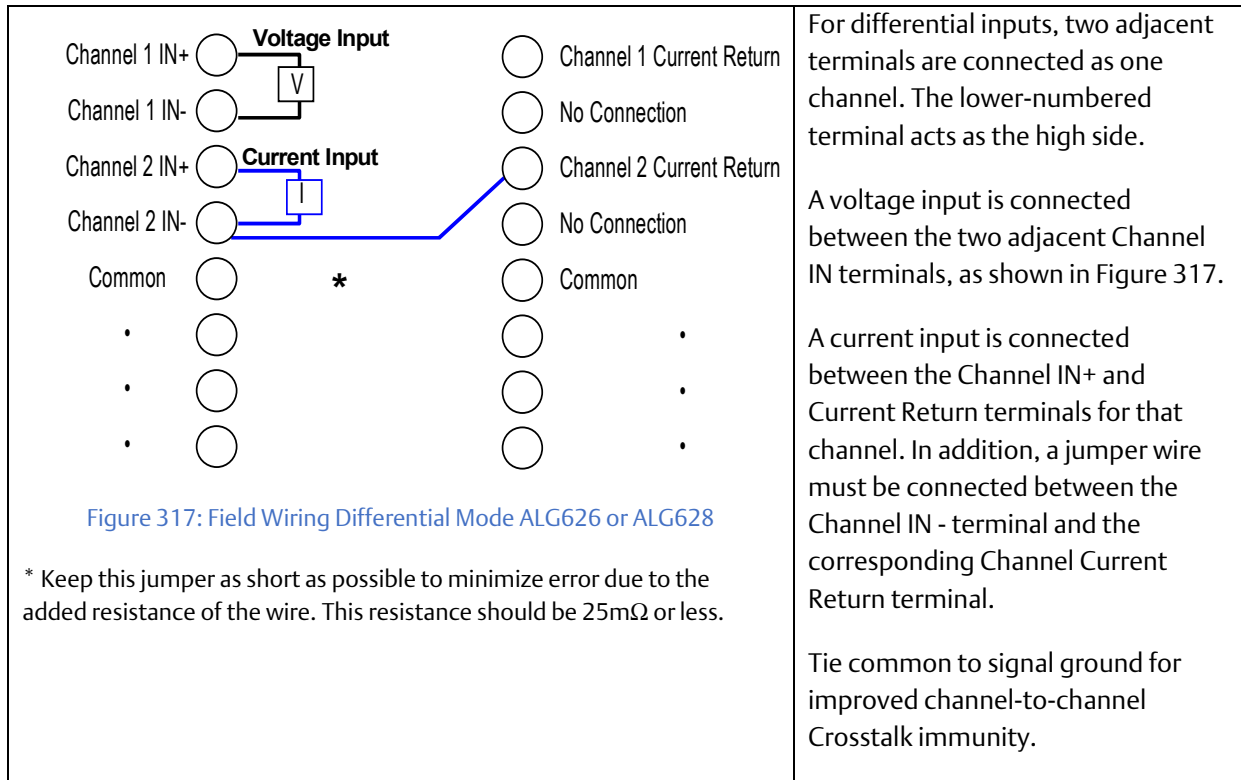 Voltage Input
Channel 1 IN+
V
Channel 1 Current Return
Channel 1 IN-
No Connection
Current Input
Channel 2 IN+
I
Channel 2 Current Return
Channel 2 IN-
No Connection
Common
*
Common
•
•
•
•
•
•
Figure 317: Field Wiring Differential Mode ALG626 or ALG628
* Keep this jumper as short as possible to minimize error due to the
added resistance of the wire. This resistance should be 25mΩ or less.
For differential inputs, two adjacent
terminals are connected as one
channel. The lower-numbered
terminal acts as the high side.
A voltage input is connected
between the two adjacent Channel
IN terminals, as shown in Figure 317.
A current input is connected
between the Channel IN+ and
Current Return terminals for that
channel. In addition, a jumper wire
must be connected between the
Channel IN - terminal and the
corresponding Channel Current
Return terminal.
Tie common to signal ground for
improved channel-to-channel
Crosstalk immunity.